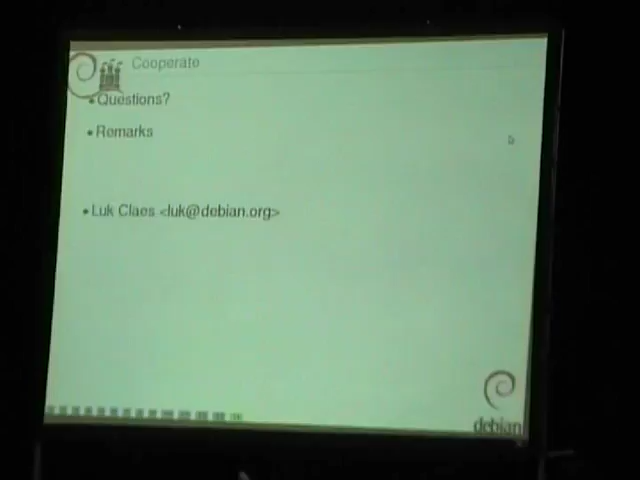 Cooperate
•Questions?
•Remarks
•Luk Claes <luk@debian.org>
debian